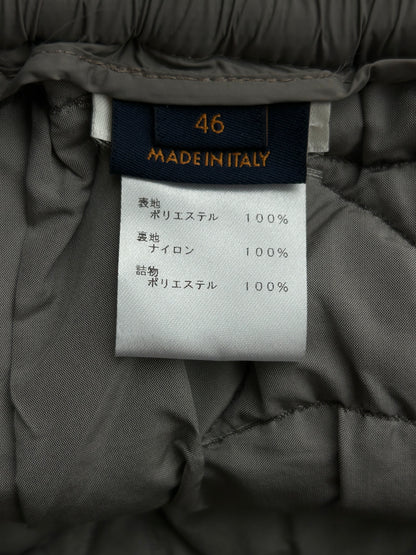 46
MADE IN ITALY
表地
ポリエステル 100%
裏地
ナイロン 100%
詰物
ポリエステル 100%